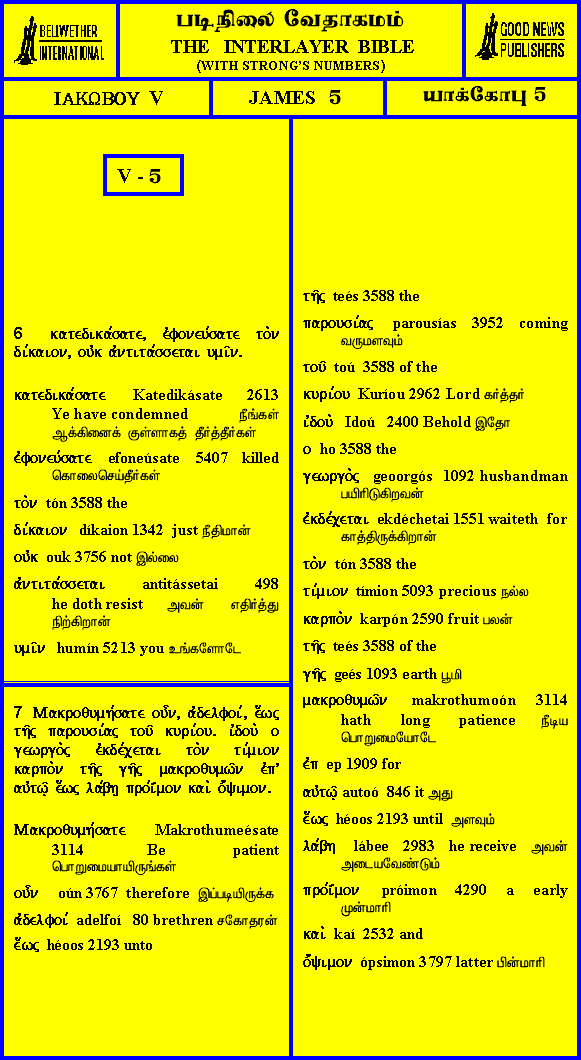 BELIWETHER
INTERNATIONAL
படிநிலை வேதாகமம்
THE INTERLAYER BIBLE
(WITH STRONG'S NUMBERS)
GOOD NEWS
PUBLISHERS
ΙΑΚΩΒΟΥ V
JAMES 5
யாக்கோபு 5
V - 5
6 κατεδικάσατε, ἐφονεύσατε τὸν
δίκαιον, οὐκ ἀντιτάσσεται υμῖν.
κατεδικάσατε Katedikásate 2613
Ye have condemned நீங்கள்
ஆக்கினைக் குள்ளாகத் தீர்த்தீர்கள்
ἐφονεύσατε efoneúsate 5407 killed
கொலைசெய்தீர்கள்
τὸν tón 3588 the
δίκαιον díkaion 1342 just நீதிமான்
οὐκ ouk 3756 not இல்லை
ἀντιτάσσεται antitássetai 498
he doth resist அவன் எதிர்த்து
நிற்கிறான்
υμῖν humín 5213 you உங்களோடே
7 Μακροθυμήσατε οὖν, ἀδελφοί, ἕως
τῆς παρουσίας τοῦ κυρίου. ἰδοὺ ο
γεωργὸς ἐκδέχεται τὸν τίμιον
καρπὸν τῆς γῆς μακροθυμῶν ἐπ'
αὐτῷ ἕως λάβῃ πρόϊμον καὶ ὄψιμον.
Μακροθυμήσατε Makrothumeésate
3114 Be patient
பொறுமையாயிருங்கள்
οὖν oún 3767 therefore இப்படியிருக்க
ἀδελφοί adelfoí 80 brethren சகோதரன்
ἕως héoos 2193 unto
τῆς teés 3588 the
παρουσίας parousías 3952 coming
வருமளவும்
τοῦ toú 3588 of the
κυρίου Kuríou 2962 Lord கர்த்தர்
ἰδοὺ Idoú 2400 Behold இதோ
ο ho 3588 the
γεωργὸς geoorgós 1092 husbandman
பயிரிடுகிறவன்
ἐκδέχεται ekdéchetai 1551 waiteth for
காத்திருக்கிறான்
τὸν tón 3588 the
τίμιον tímion 5093 precious நல்ல
καρπὸν karpón 2590 fruit பலன்
τῆς teés 3588 of the
γῆς geés 1093 earth பூமி
μακροθυμῶν makrothumoón 3114
hath long patience நீடிய
பொறுமையோடே
ἐπ ep 1909 for
αὐτῷ autoó 846 it அது
ἕως héoos 2193 until அளவும்
λάβῃ lábee 2983 he receive அவன்
அடையவேண்டும்
πρόϊμον próimon 4290 a early
முன்மாரி
καὶ kaí 2532 and
ὄψιμον ópsimon 3797 latter பின்மாரி